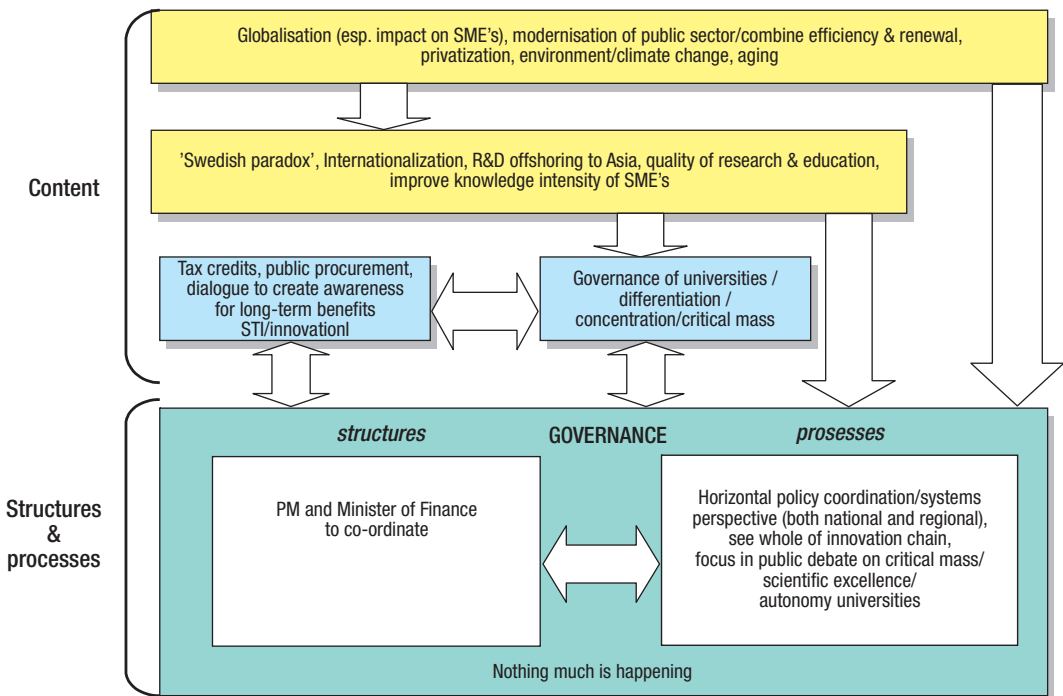 Globalisation (esp. impact on SME's), modernisation of public sector/combine efficiency & renewal,
privatization, environment/climate change, aging
Content
'Swedish paradox', Internationalization, R&D offshoring to Asia, quality of research & education,
improve knowledge intensity of SME's
Tax credits, public procurement,
dialogue to create awareness
for long-term benefits
STI/innovationl
Governance of universities /
differentiation /
concentration/critical mass
Structures
&
processes
structures
GOVERNANCE
prosesses
PM and Minister of Finance
to co-ordinate
Horizontal policy coordination/systems
perspective (both national and regional),
see whole of innovation chain,
focus in public debate on critical mass/
scientific excellence/
autonomy universities
Nothing much is happening